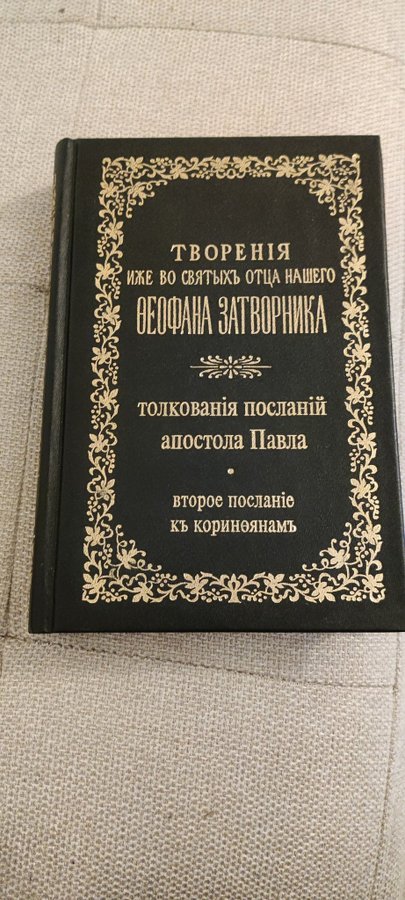 ТВОРЕНІЯ
ИЖЕ ВО СВЯТЫХЪ ОТЦА НАШЕГО
ѲЕОФАНА ЗАТВОРНИКА
толкованія посланій
апостола Павла
второе посланіе
къ коринѳянамъ